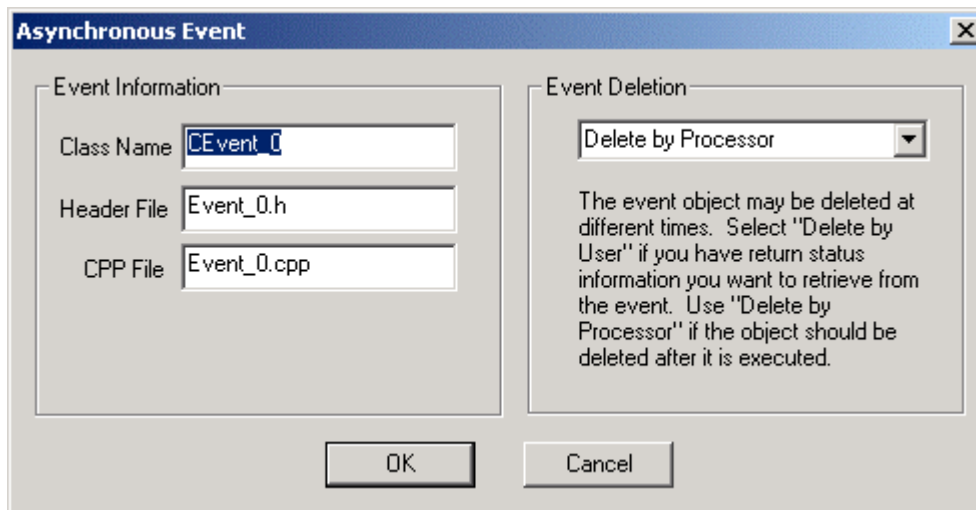 Asynchronous Event
Event Information
Class Name CEvent_0
Header File Event_0.h
CPP File Event_0.cpp
Event Deletion
Delete by Processor
The event object may be deleted at
different times.  Select "Delete by
User" if you have return status
information you want to retrieve from
the event.  Use "Delete by
Processor" if the object should be
deleted after it is executed.
OK
Cancel